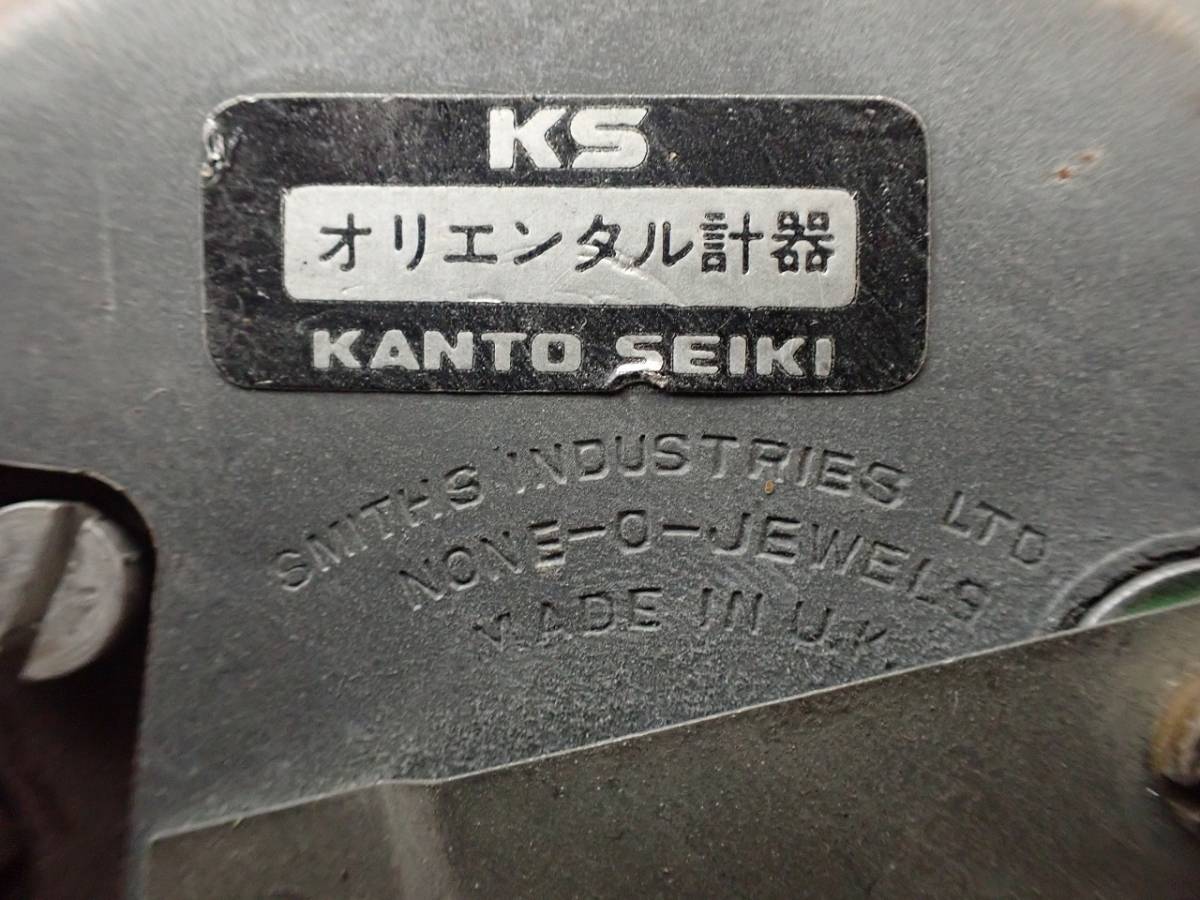 KS
オリエンタル計器
KANTO SEIKI
SMITHS INDUSTRIES LTD
NONE-O-JEWELS
MADE IN U.K